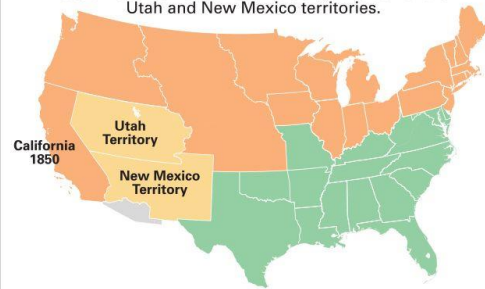 Utah and New Mexico territories.
Utah
Territory
California
1850
New Mexico
Territory